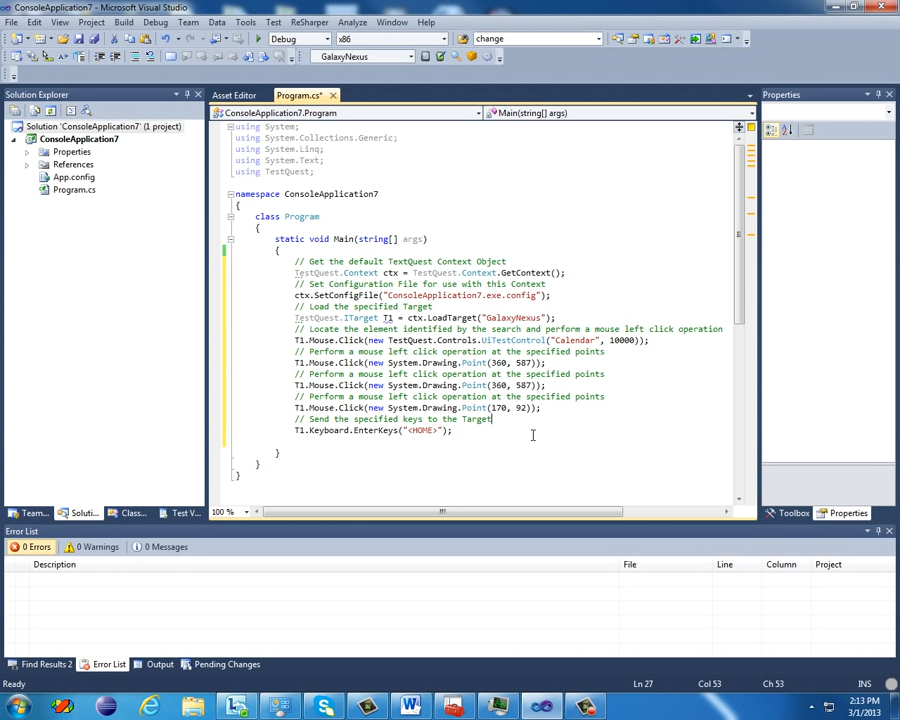 ConsoleApplication7 - Microsoft Visual Studio
File Edit View Project Build Debug Team Data Tools Test ReSharper Analyze Window Help
Debug x86 change
GalaxyNexus
Solution Explorer
Asset Editor Program.cs*
Properties
ConsoleApplication7.Program Main(string[] args)
Solution 'ConsoleApplication7' (1 project)
ConsoleApplication7
Properties
References
App.config
Program.cs
using System;
using System.Collections.Generic;
using System.Linq;
using System.Text;
using TestQuest;
namespace ConsoleApplication7
{
class Program
{
static void Main(string[] args)
{
// Get the default TextQuest Context Object
TestQuest.Context ctx = TestQuest.Context.GetContext();
// Set Configuration File for use with this Context
ctx.SetConfigFile("ConsoleApplication7.exe.config");
// Load the specified Target
TestQuest.ITarget T1 = ctx.LoadTarget("GalaxyNexus");
// Locate the element identified by the search and perform a mouse left click operation
T1.Mouse.Click(new TestQuest.Controls.UiTestControl("Calendar", 10000));
// Perform a mouse left click operation at the specified points
T1.Mouse.Click(new System.Drawing.Point(360, 587));
// Perform a mouse left click operation at the specified points
T1.Mouse.Click(new System.Drawing.Point(360, 587));
// Perform a mouse left click operation at the specified points
T1.Mouse.Click(new System.Drawing.Point(170, 92));
// Send the specified keys to the Target
T1.Keyboard.EnterKeys("<HOME>");
}
}
}
100 %
Team... Soluti... Class... Test V...
Toolbox Properties
Error List
0 Errors 0 Warnings 0 Messages
Description File Line Column Project
Find Results 2 Error List Output Pending Changes
Ready Ln 27 Col 53 Ch 53 INS
2:13 PM
3/1/2013